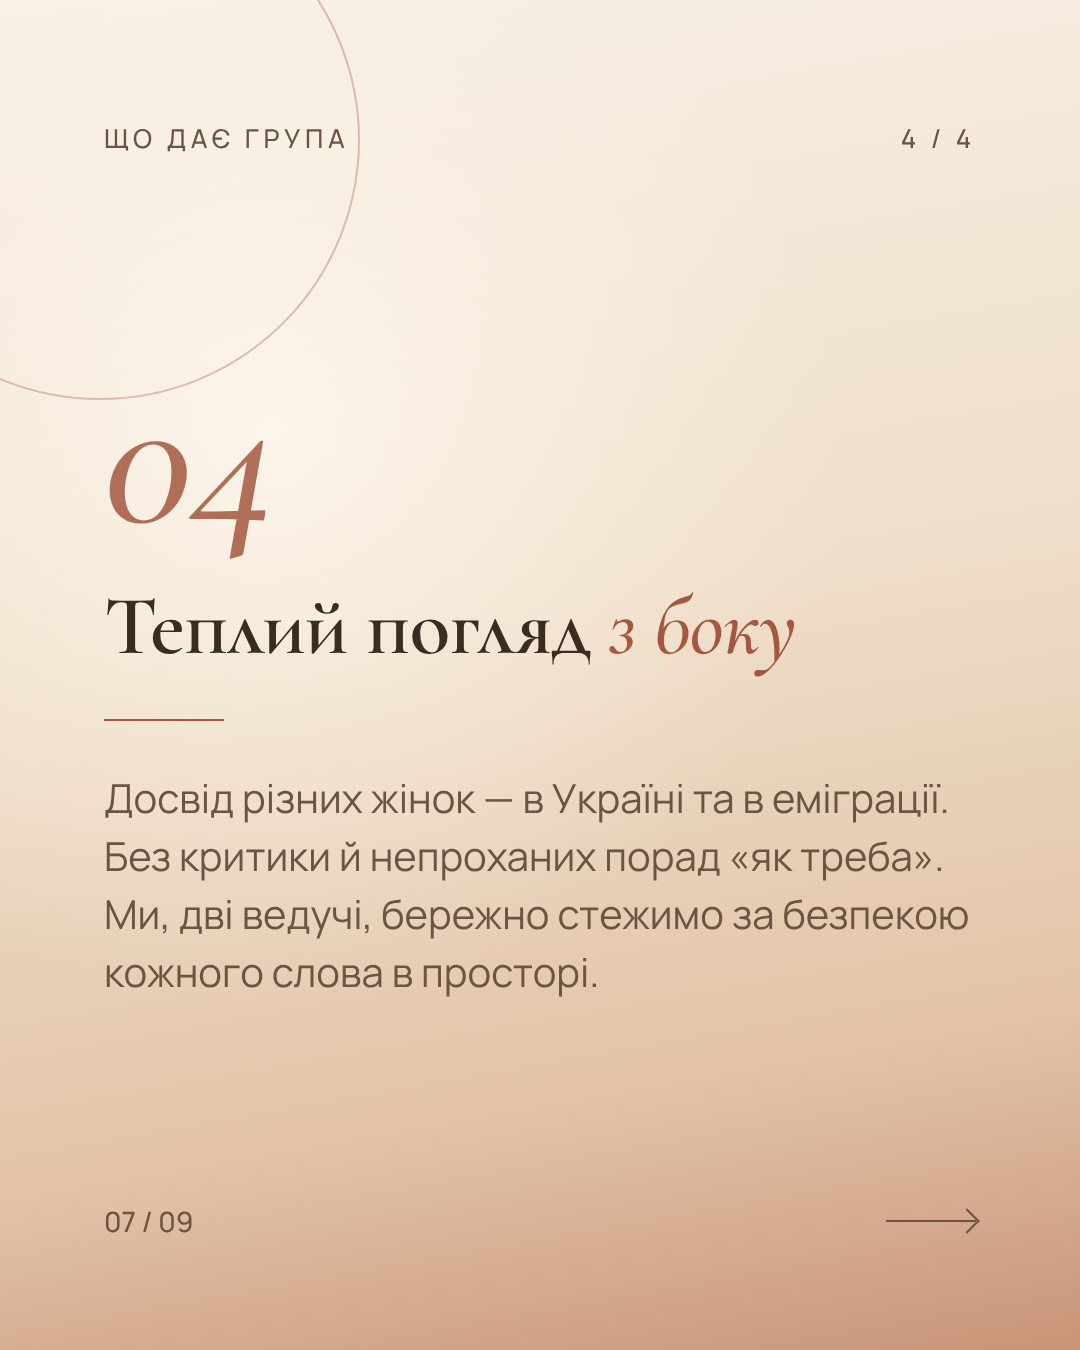 ЩО ДАЄ ГРУПА
4 / 4
04
Теплий погляд з боку
Досвід різних жінок — в Україні та в еміграції.
Без критики й непроханих порад «як треба».
Ми, дві ведучі, бережно стежимо за безпекою
кожного слова в просторі.
07 / 09